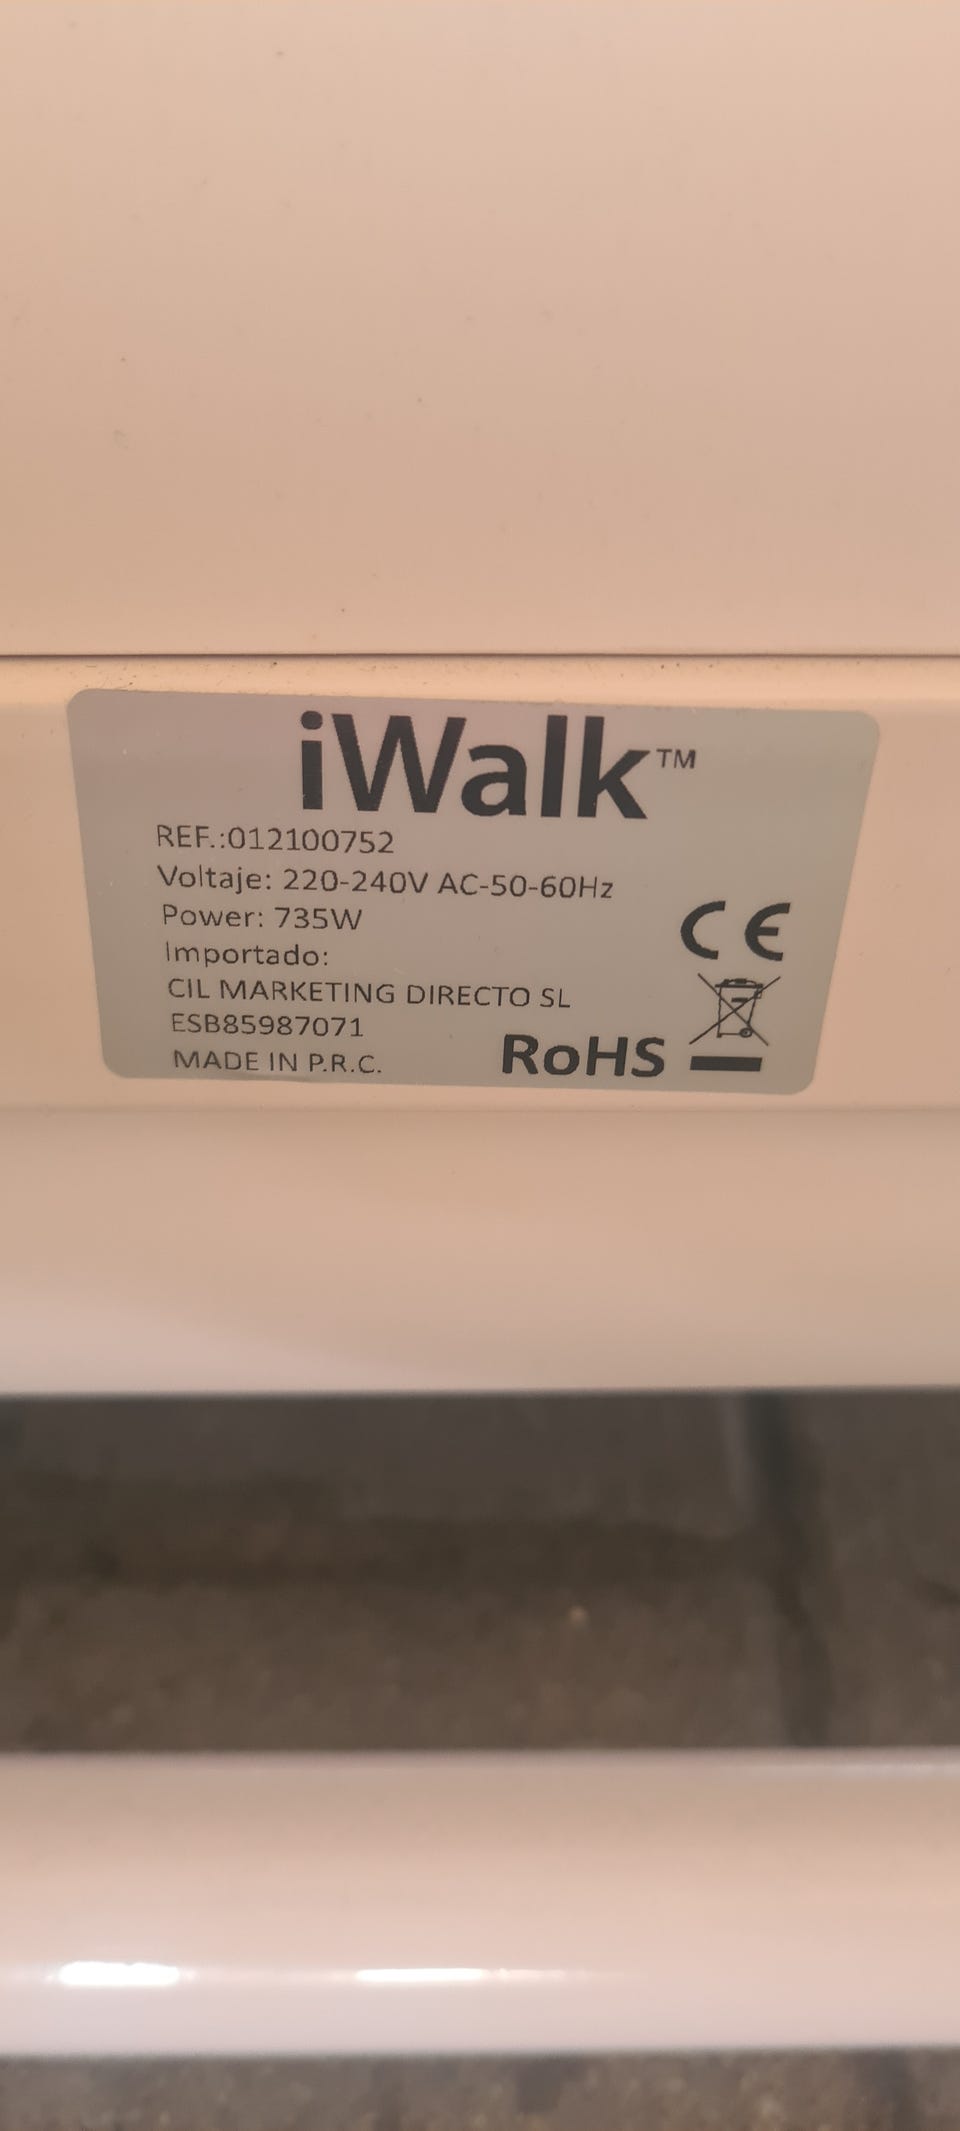 iWalk™
REF.:012100752
Voltaje: 220-240V AC-50-60Hz
Power: 735W
Importado:
CIL MARKETING DIRECTO SL
ESB85987071
MADE IN P.R.C.
CE
RoHS